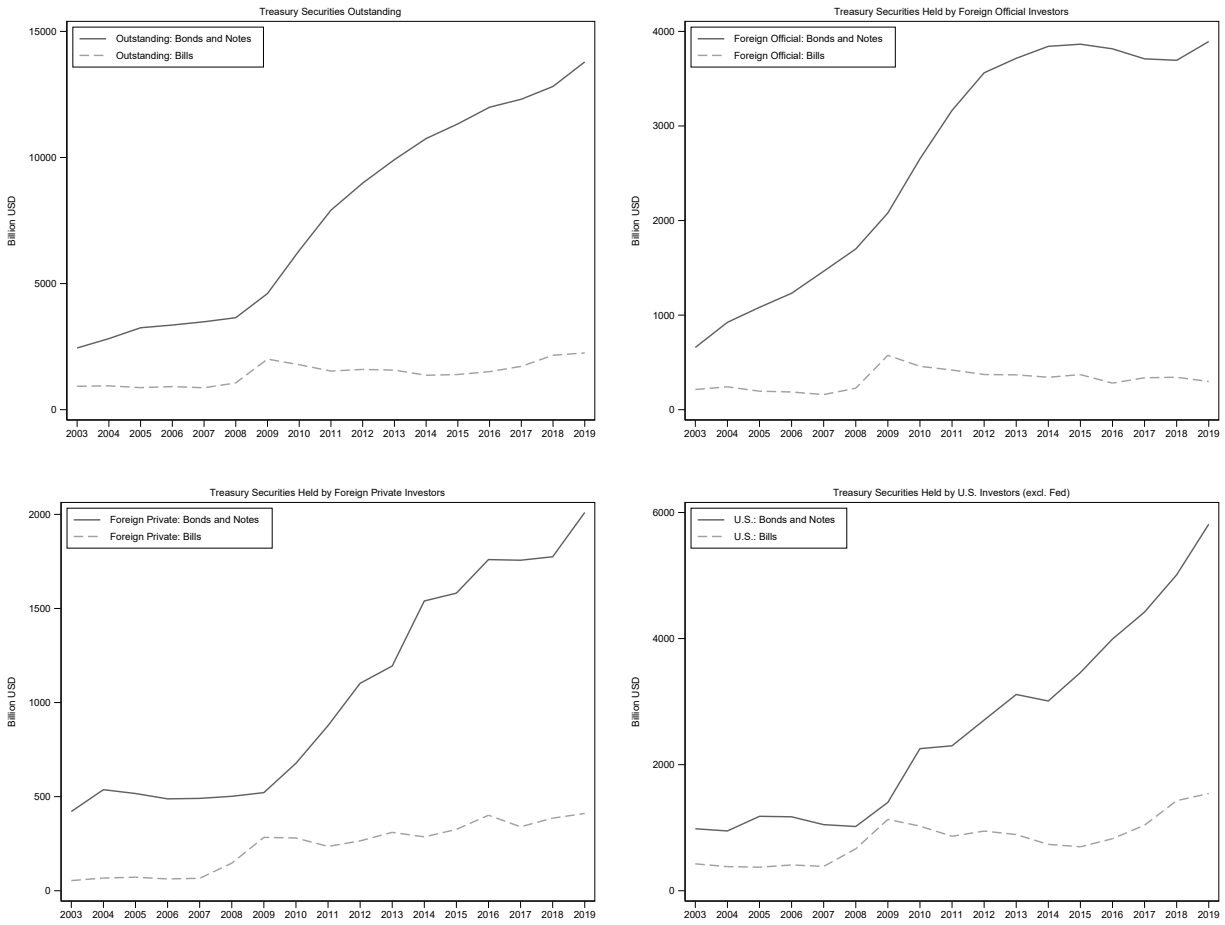 Treasury Securities Outstanding
Outstanding: Bonds and Notes
Outstanding: Bills
Billion USD
15000
10000
5000
0
2003 2004 2005 2006 2007 2008 2009 2010 2011 2012 2013 2014 2015 2016 2017 2018 2019
Treasury Securities Held by Foreign Official Investors
Foreign Official: Bonds and Notes
Foreign Official: Bills
Billion USD
4000
3000
2000
1000
0
2003 2004 2005 2006 2007 2008 2009 2010 2011 2012 2013 2014 2015 2016 2017 2018 2019
Treasury Securities Held by Foreign Private Investors
Foreign Private: Bonds and Notes
Foreign Private: Bills
Billion USD
2000
1500
1000
500
0
2003 2004 2005 2006 2007 2008 2009 2010 2011 2012 2013 2014 2015 2016 2017 2018 2019
Treasury Securities Held by U.S. Investors (excl. Fed)
U.S.: Bonds and Notes
U.S.: Bills
Billion USD
6000
4000
2000
0
2003 2004 2005 2006 2007 2008 2009 2010 2011 2012 2013 2014 2015 2016 2017 2018 2019